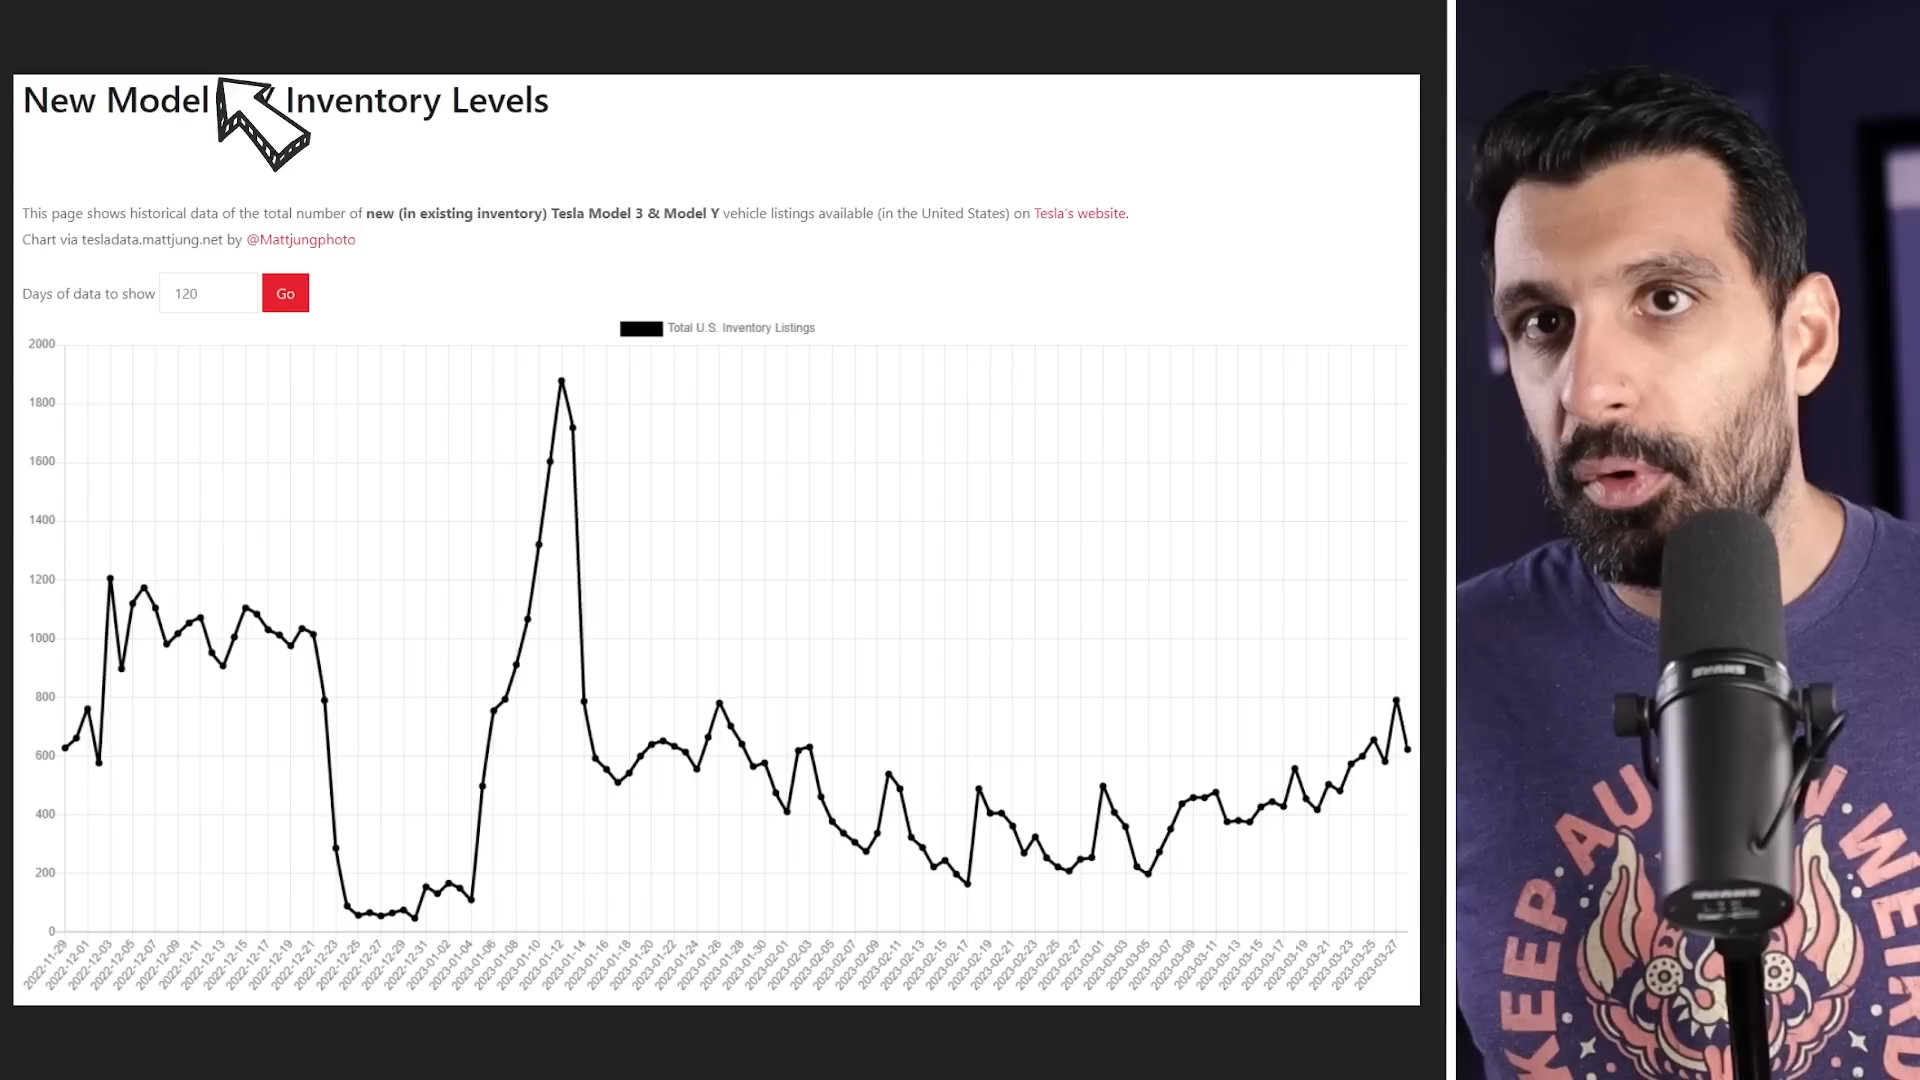 New Model Y Inventory Levels
This page shows historical data of the total number of new (in existing inventory) Tesla Model 3 & Model Y vehicle listings available (in the United States) on Tesla's website.
Chart via tesladata.mattjung.net by @Mattjungphoto
Days of data to show 120 Go
Total U.S. Inventory Listings
2000
1800
1600
1400
1200
1000
800
600
400
200
0
2022-11-29 2022-12-01 2022-12-03 2022-12-05 2022-12-07 2022-12-09 2022-12-11 2022-12-13 2022-12-15 2022-12-17 2022-12-19 2022-12-21 2022-12-23 2022-12-25 2022-12-27 2022-12-29 2022-12-31 2023-01-02 2023-01-04 2023-01-06 2023-01-08 2023-01-10 2023-01-12 2023-01-14 2023-01-16 2023-01-18 2023-01-20 2023-01-22 2023-01-24 2023-01-26 2023-01-28 2023-01-30 2023-02-01 2023-02-03 2023-02-05 2023-02-07 2023-02-09 2023-02-11 2023-02-13 2023-02-15 2023-02-17 2023-02-19 2023-02-21 2023-02-23 2023-02-25 2023-02-27 2023-03-01 2023-03-03 2023-03-05 2023-03-07 2023-03-09 2023-03-11 2023-03-13 2023-03-15 2023-03-17 2023-03-19 2023-03-21 2023-03-23 2023-03-25 2023-03-27
KEEP AU N WEIRD